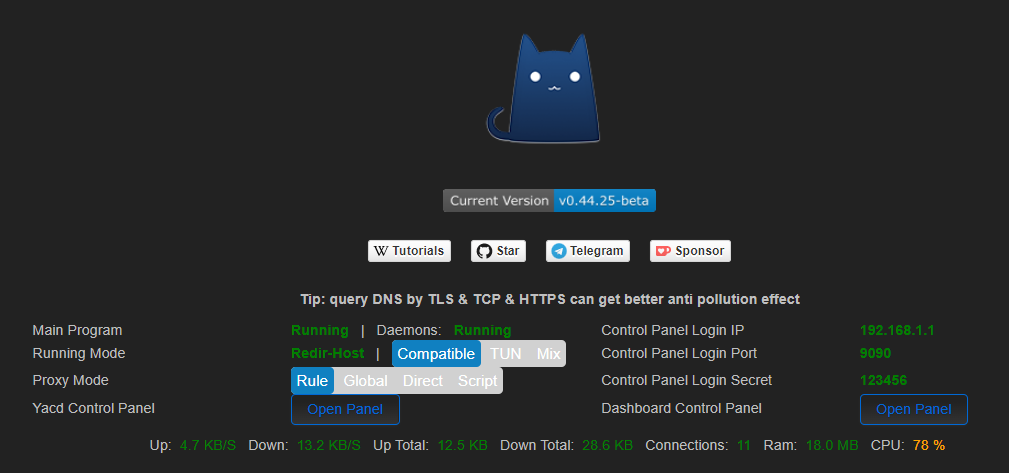 Current Version v0.44.25-beta
Tutorials Star Telegram Sponsor
Tip: query DNS by TLS & TCP & HTTPS can get better anti pollution effect
Main Program Running | Daemons: Running Control Panel Login IP 192.168.1.1
Running Mode Redir-Host | Compatible TUN Mix Control Panel Login Port 9090
Proxy Mode Rule Global Direct Script Control Panel Login Secret 123456
Yacd Control Panel Open Panel Dashboard Control Panel Open Panel
Up: 4.7 KB/S Down: 13.2 KB/S Up Total: 12.5 KB Down Total: 28.6 KB Connections: 11 Ram: 18.0 MB CPU: 78 %